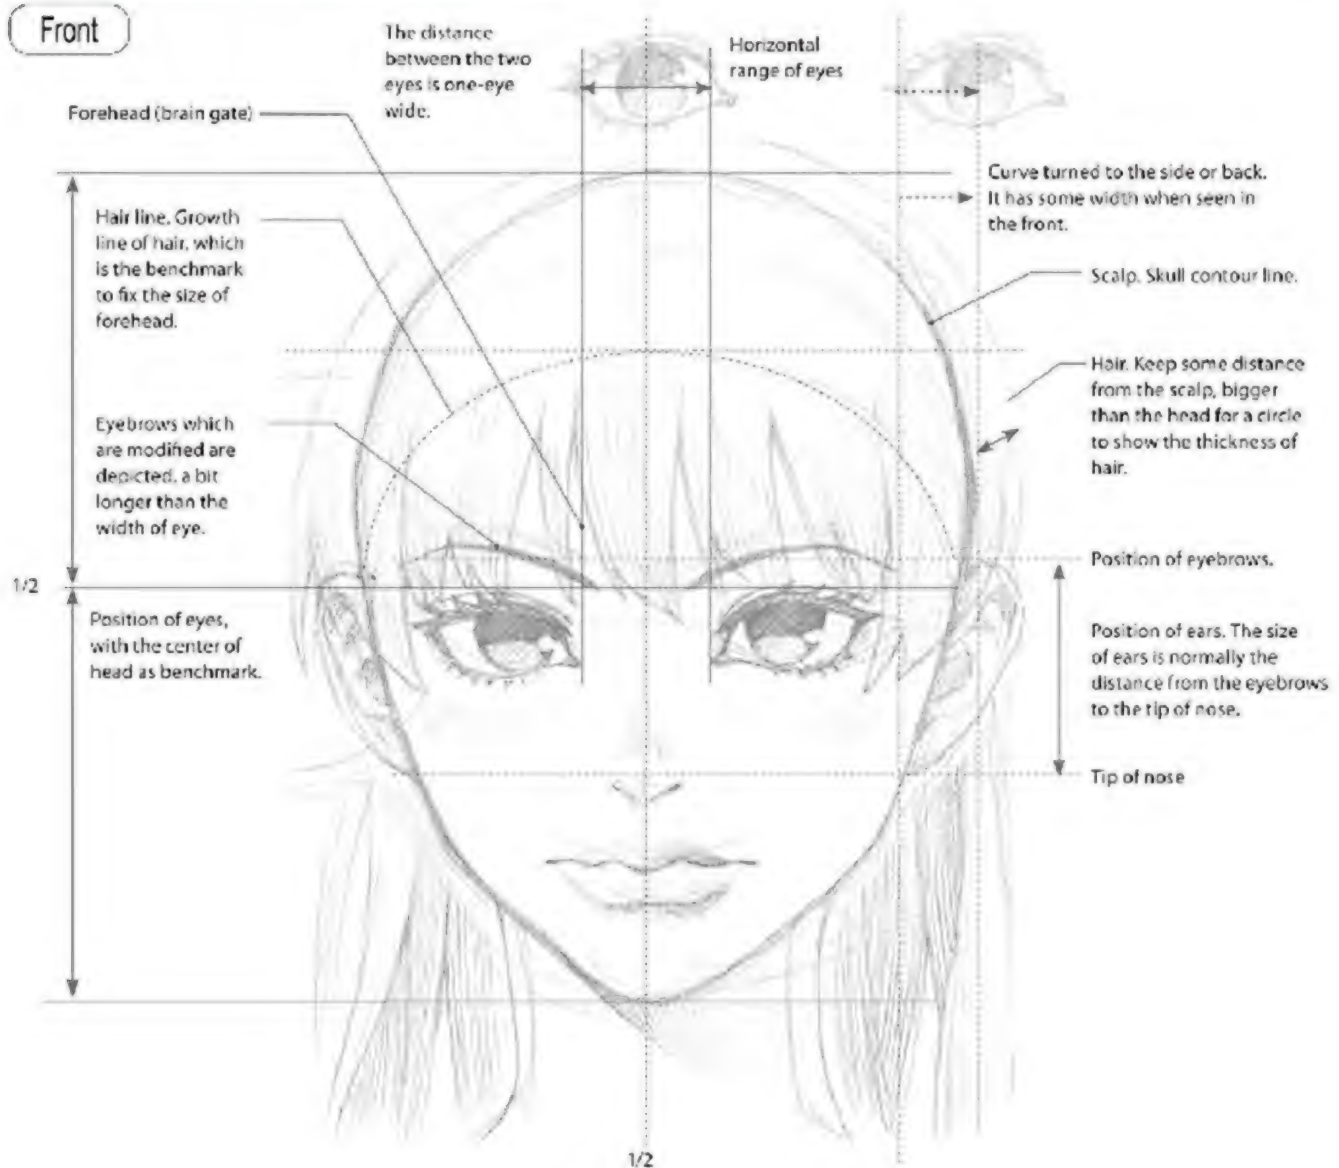 Front
The distance
between the two
eyes is one-eye
wide.
Horizontal
range of eyes
Forehead (brain gate)
Curve turned to the side or back.
It has some width when seen in
the front.
Hair line. Growth
line of hair, which
is the benchmark
to fix the size of
forehead.
Scalp. Skull contour line.
Hair. Keep some distance
from the scalp, bigger
than the head for a circle
to show the thickness of
hair.
Eyebrows which
are modified are
depicted, a bit
longer than the
width of eye.
Position of eyebrows.
1/2
Position of eyes,
with the center of
head as benchmark.
Position of ears. The size
of ears is normally the
distance from the eyebrows
to the tip of nose.
Tip of nose
1/2